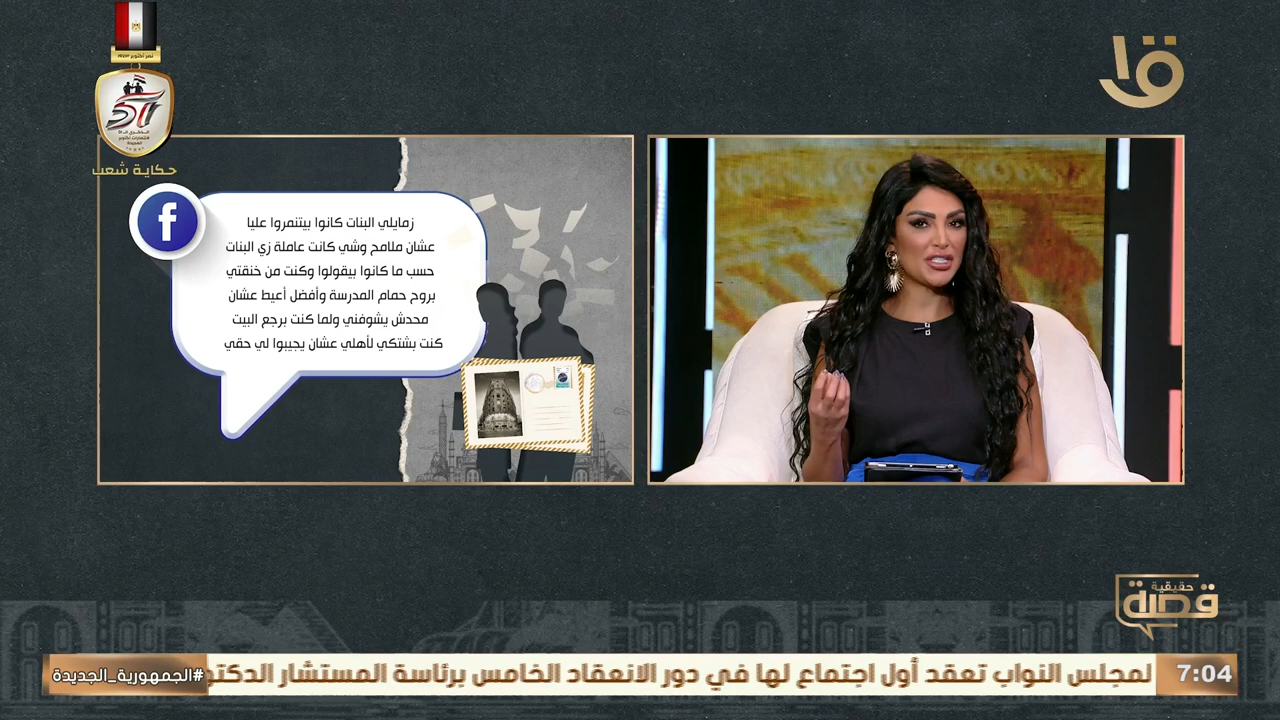 نصر أكتوبر
حكاية شعب
زمايلي البنات كانوا بيتنمروا عليا
عشان ملامح وشي كانت عاملة زي البنات
حسب ما كانوا بيقولوا وكنت من خنقتي
بروح حمام المدرسة وأفضل أعيط عشان
محدش يشوفني ولما كنت برجع البيت
كنت بشتكي لأهلي عشان يجيبوا لي حقي
حقيقية
قصة
7:04
لمجلس النواب تعقد أول اجتماع لها في دور الانعقاد الخامس برئاسة المستشار الدكتو
#الجمهورية_الجديدة